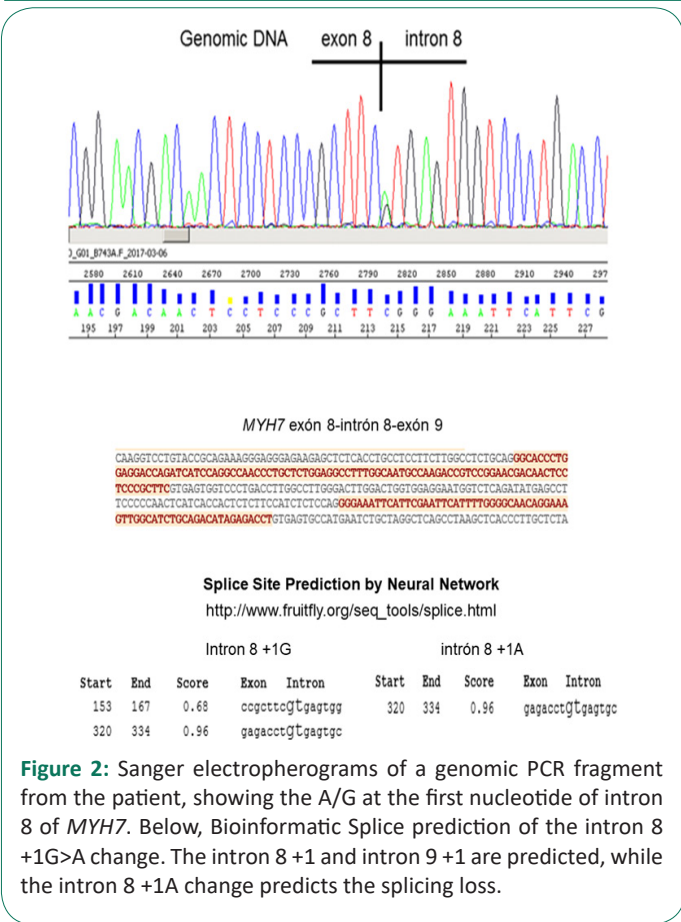 Genomic DNA exon 8 intron 8
J_G01_B743A.F_2017-03-06
2580 2610 2640 2670 2700 2730 2760 2790 2820 2850 2880 2910 2940 297
A A C G A C A A C T C C T C C C G C T T C G G G A A A T T C A T T C G
195 197 199 201 203 205 207 209 211 213 215 217 219 221 223 225 227
MYH7 exón 8-intrón 8-exón 9
CAAGGTCCTGTACCGCAGAAAGGGAGGGAGAAGAGCTCTCACCTGCCTCCTTCTTGGCCTCTGCAGGGCACCCTG
GAGGACCAGATCATCCAGGCCAACCCTGCTCTGGAGGCCTTTGGCAATGCCAAGACCGTCCGGAACGACAACTCC
TCCCGCTTCGTGAGTGGTCCCTGACCTTGGCCTTGGGACTTGGACTGGTGGAGGAATGGTCTCAGATATGAGCCT
TCCCCCAACTCATCACCACTCTCTTCCATCTCTCCAGGGGAAATTCATTCGAATTCATTTTGGGGCAACAGGAAA
GTTGGCATCTGCAGACATAGAGACCTGTGAGTGCCATGAATCTGCTAGGCTCAGCCTAAGCTCACCCTTGCTCTA
Splice Site Prediction by Neural Network
http://www.fruitfly.org/seq_tools/splice.html
Intron 8 +1G intrón 8 +1A
Start End Score Exon Intron Start End Score Exon Intron
153 167 0.68 ccgcttcgtgagtgg 320 334 0.96 gagacctgtgagtgc
320 334 0.96 gagacctgtgagtgc
Figure 2: Sanger electropherograms of a genomic PCR fragment
from the patient, showing the A/G at the first nucleotide of intron
8 of MYH7. Below, Bioinformatic Splice prediction of the intron 8
+1G>A change. The intron 8 +1 and intron 9 +1 are predicted, while
the intron 8 +1A change predicts the splicing loss.